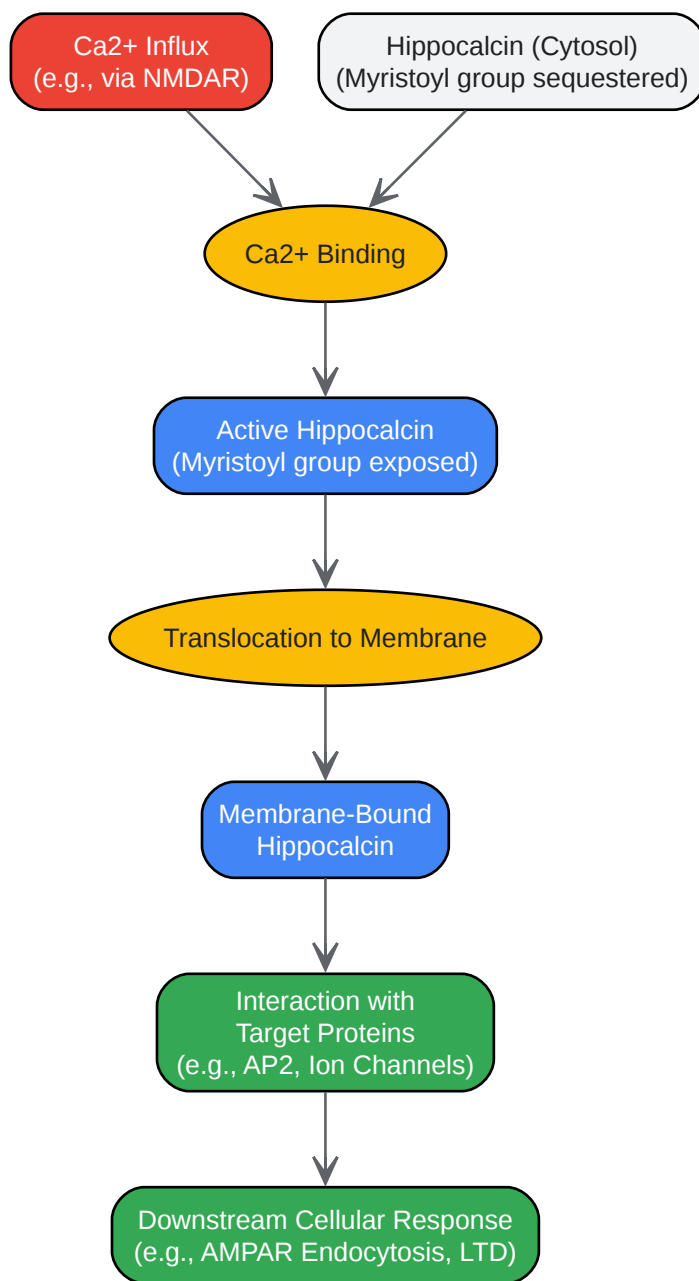 Ca2+ Influx
(e.g., via NMDAR)
Hippocalcin (Cytosol)
(Myristoyl group sequestered)
Ca2+ Binding
Active Hippocalcin
(Myristoyl group exposed)
Translocation to Membrane
Membrane-Bound
Hippocalcin
Interaction with
Target Proteins
(e.g., AP2, Ion Channels)
Downstream Cellular Response
(e.g., AMPAR Endocytosis, LTD)